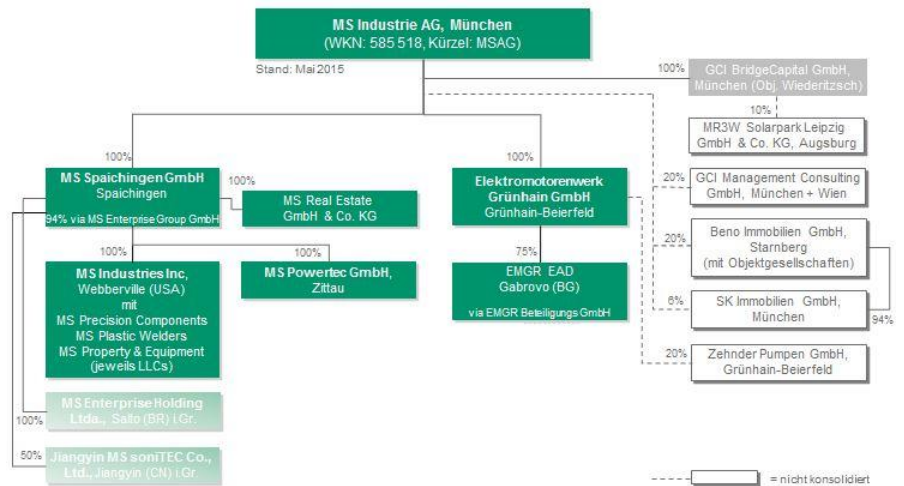 MS Industrie AG, München
(WKN: 585 518, Kürzel: MSAG)
Stand: Mai 2015
100%
GCI BridgeCapital GmbH,
München (Obj. Wiederitzsch)
10%
MR3W Solarpark Leipzig
GmbH & Co. KG, Augsburg
100%
MS Spaichingen GmbH
Spaichingen
94% via MS Enterprise Group GmbH
100%
MS Real Estate
GmbH & Co. KG
100%
Elektromotorenwerk
Grünhain GmbH
Grünhain-Beierfeld
20%
GCI Management Consulting
GmbH, München + Wien
20%
Beno Immobilien GmbH,
Starnberg
(mit Objektgesellschaften)
100%
MS Industries Inc,
Webberville (USA)
mit
MS Precision Components
MS Plastic Welders
MS Property & Equipment
(jeweils LLCs)
100%
MS Powertec GmbH,
Zittau
75%
EMGR EAD
Gabrovo (BG)
via EMGR Beteiligungs GmbH
6%
SK Immobilien GmbH,
München
94%
20%
Zehnder Pumpen GmbH,
Grünhain-Beierfeld
MS Enterprise Holding
Ltda., Salto (BR) i.Gr.
100%
50%
Jiangyin MS soniTEC Co.,
Ltd., Jiangyin (CN) i.Gr.
= nicht konsolidiert